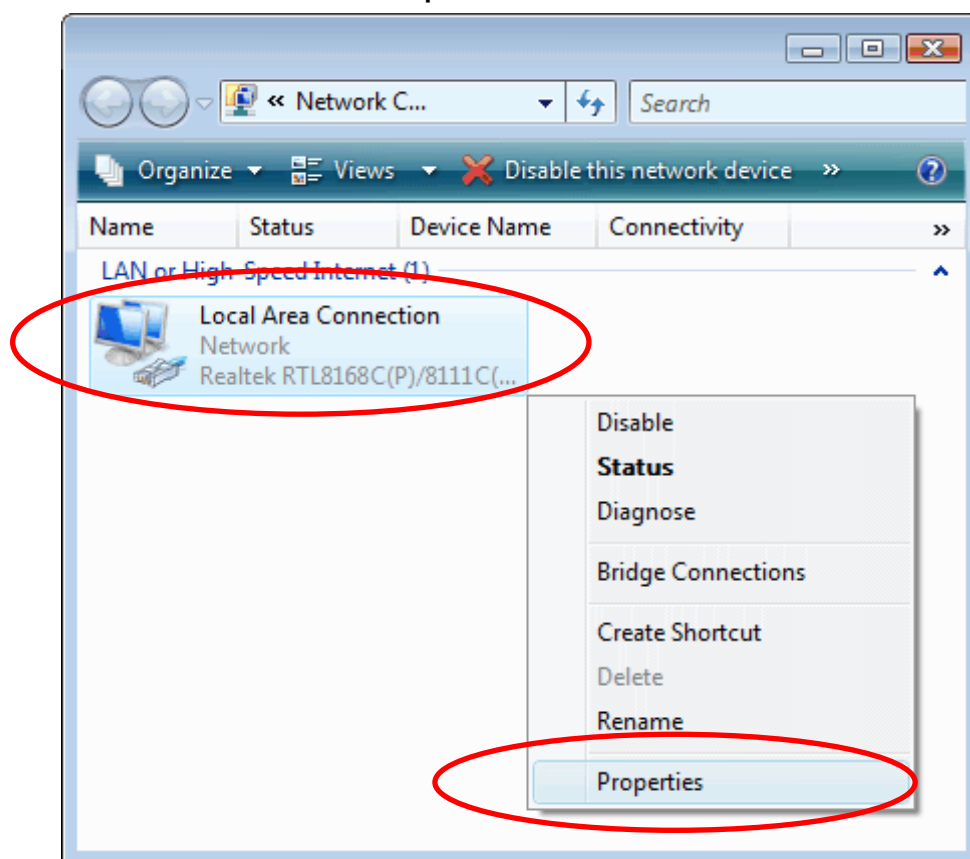 « Network C...
Search
Organize Views Disable this network device »
Name Status Device Name Connectivity »
LAN or High-Speed Internet (1)
Local Area Connection
Network
Realtek RTL8168C(P)/8111C(...
Disable
Status
Diagnose
Bridge Connections
Create Shortcut
Delete
Rename
Properties